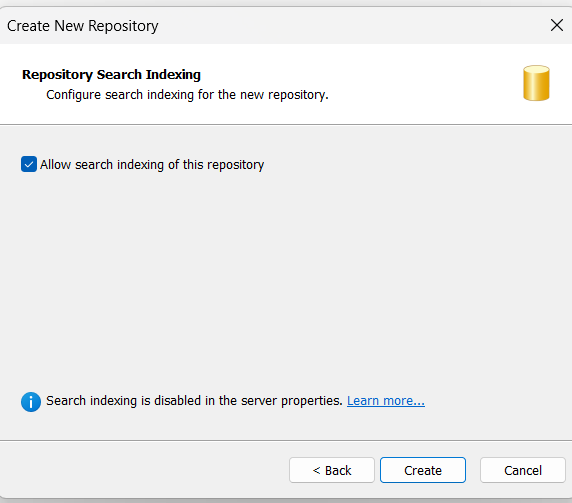 Create New Repository
Repository Search Indexing
Configure search indexing for the new repository.
Allow search indexing of this repository
Search indexing is disabled in the server properties. Learn more...
< Back
Create
Cancel